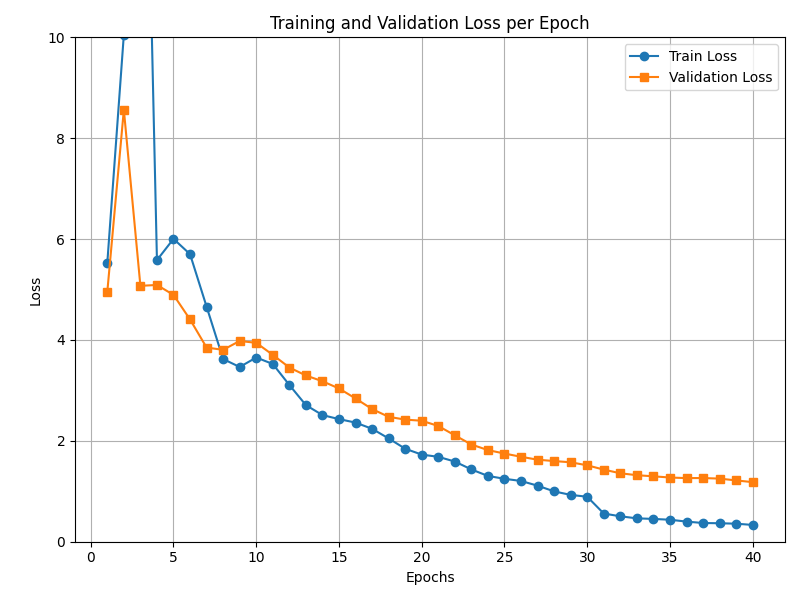 Training and Validation Loss per Epoch
Train Loss
Validation Loss
Loss
10
8
6
4
2
0
0 5 10 15 20 25 30 35 40
Epochs